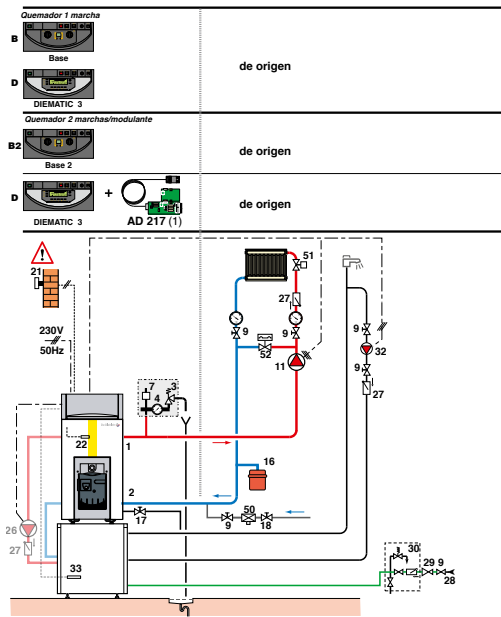 Quemador 1 marcha
B
Base
de origen
D
DIEMATIC 3
Quemador 2 marchas/modulante
B2
Base 2
de origen
D
+
DIEMATIC 3
AD 217 (1)
de origen
21
230V
50Hz
51
27
9
9
52
11
9
32
9
27
7
3
4
22
1
16
2
17
50
9
18
26
27
33
30
29
9
28